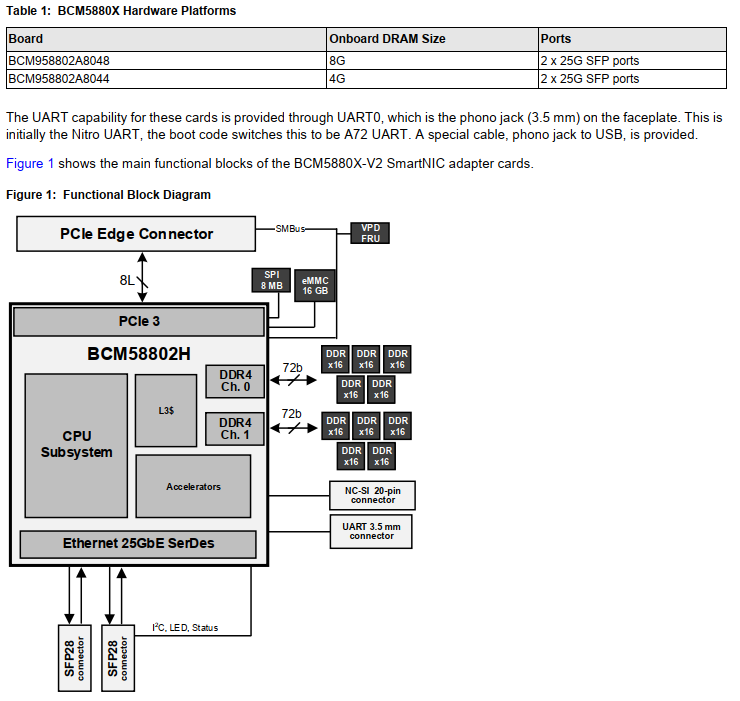 Table 1: BCM5880X Hardware Platforms
Board Onboard DRAM Size Ports
BCM958802A8048 8G 2 x 25G SFP ports
BCM958802A8044 4G 2 x 25G SFP ports
The UART capability for these cards is provided through UART0, which is the phono jack (3.5 mm) on the faceplate. This is
initially the Nitro UART, the boot code switches this to be A72 UART. A special cable, phono jack to USB, is provided.
Figure 1 shows the main functional blocks of the BCM5880X-V2 SmartNIC adapter cards.
Figure 1: Functional Block Diagram
PCIe Edge Connector
SMBus
VPD
FRU
8L
SPI
8 MB
eMMC
16 GB
PCIe 3
BCM58802H
DDR4
Ch. 0
72b
DDR
x16
DDR
x16
DDR
x16
DDR
x16
DDR
x16
L3$
CPU
Subsystem
DDR4
Ch. 1
72b
DDR
x16
DDR
x16
DDR
x16
DDR
x16
DDR
x16
Accelerators
NC-SI 20-pin
connector
UART 3.5 mm
connector
Ethernet 25GbE SerDes
I²C, LED, Status
SFP28
connector
SFP28
connector